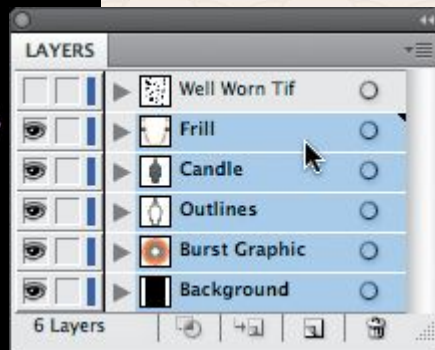 LAYERS
Well Worn Tif
Frill
Candle
Outlines
Burst Graphic
Background
6 Layers